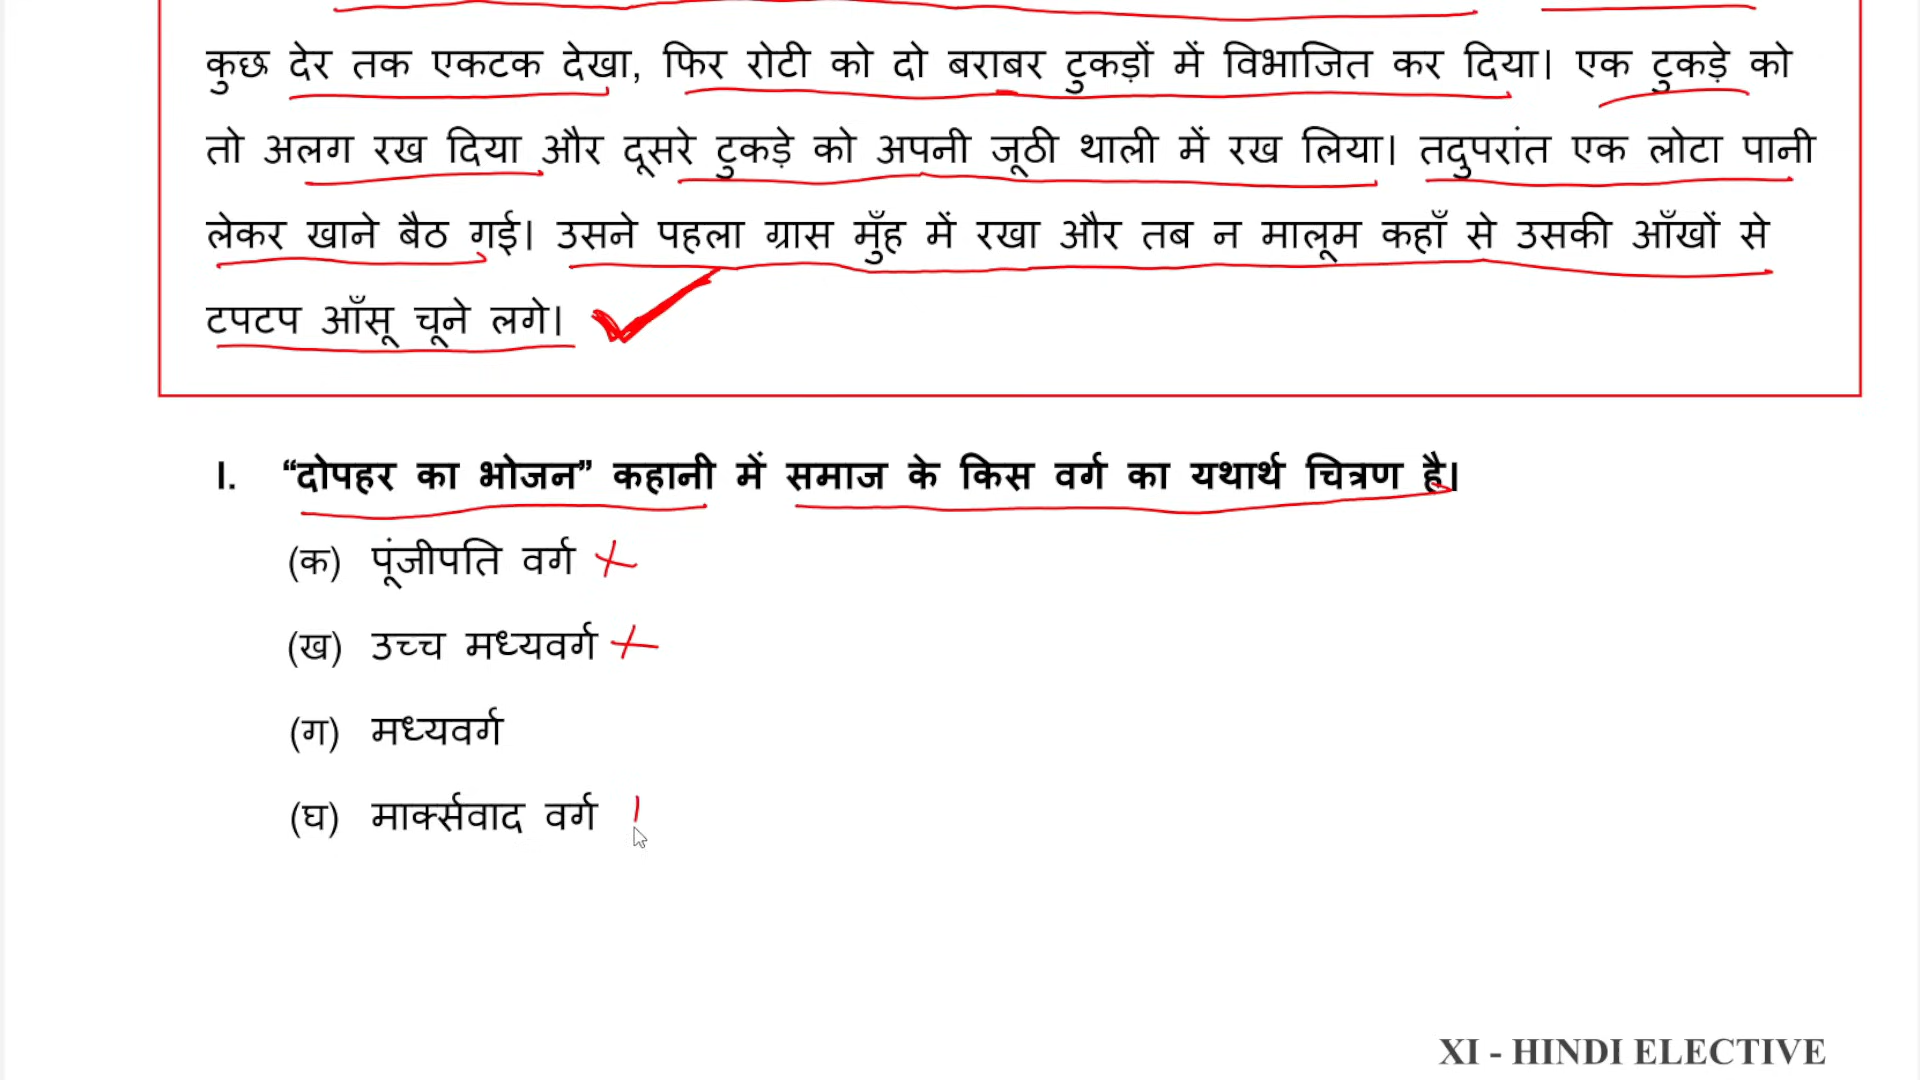 कुछ देर तक एकटक देखा, फिर रोटी को दो बराबर टुकड़ों में विभाजित कर दिया। एक टुकड़े को
तो अलग रख दिया और दूसरे टुकड़े को अपनी जूठी थाली में रख लिया। तदुपरांत एक लोटा पानी
लेकर खाने बैठ गई। उसने पहला ग्रास मुँह में रखा और तब न मालूम कहाँ से उसकी आँखों से
टपटप आँसू चूने लगे।
I. “दोपहर का भोजन” कहानी में समाज के किस वर्ग का यथार्थ चित्रण है।
(क) पूंजीपति वर्ग
(ख) उच्च मध्यवर्ग
(ग) मध्यवर्ग
(घ) मार्क्सवाद वर्ग
XI - HINDI ELECTIVE